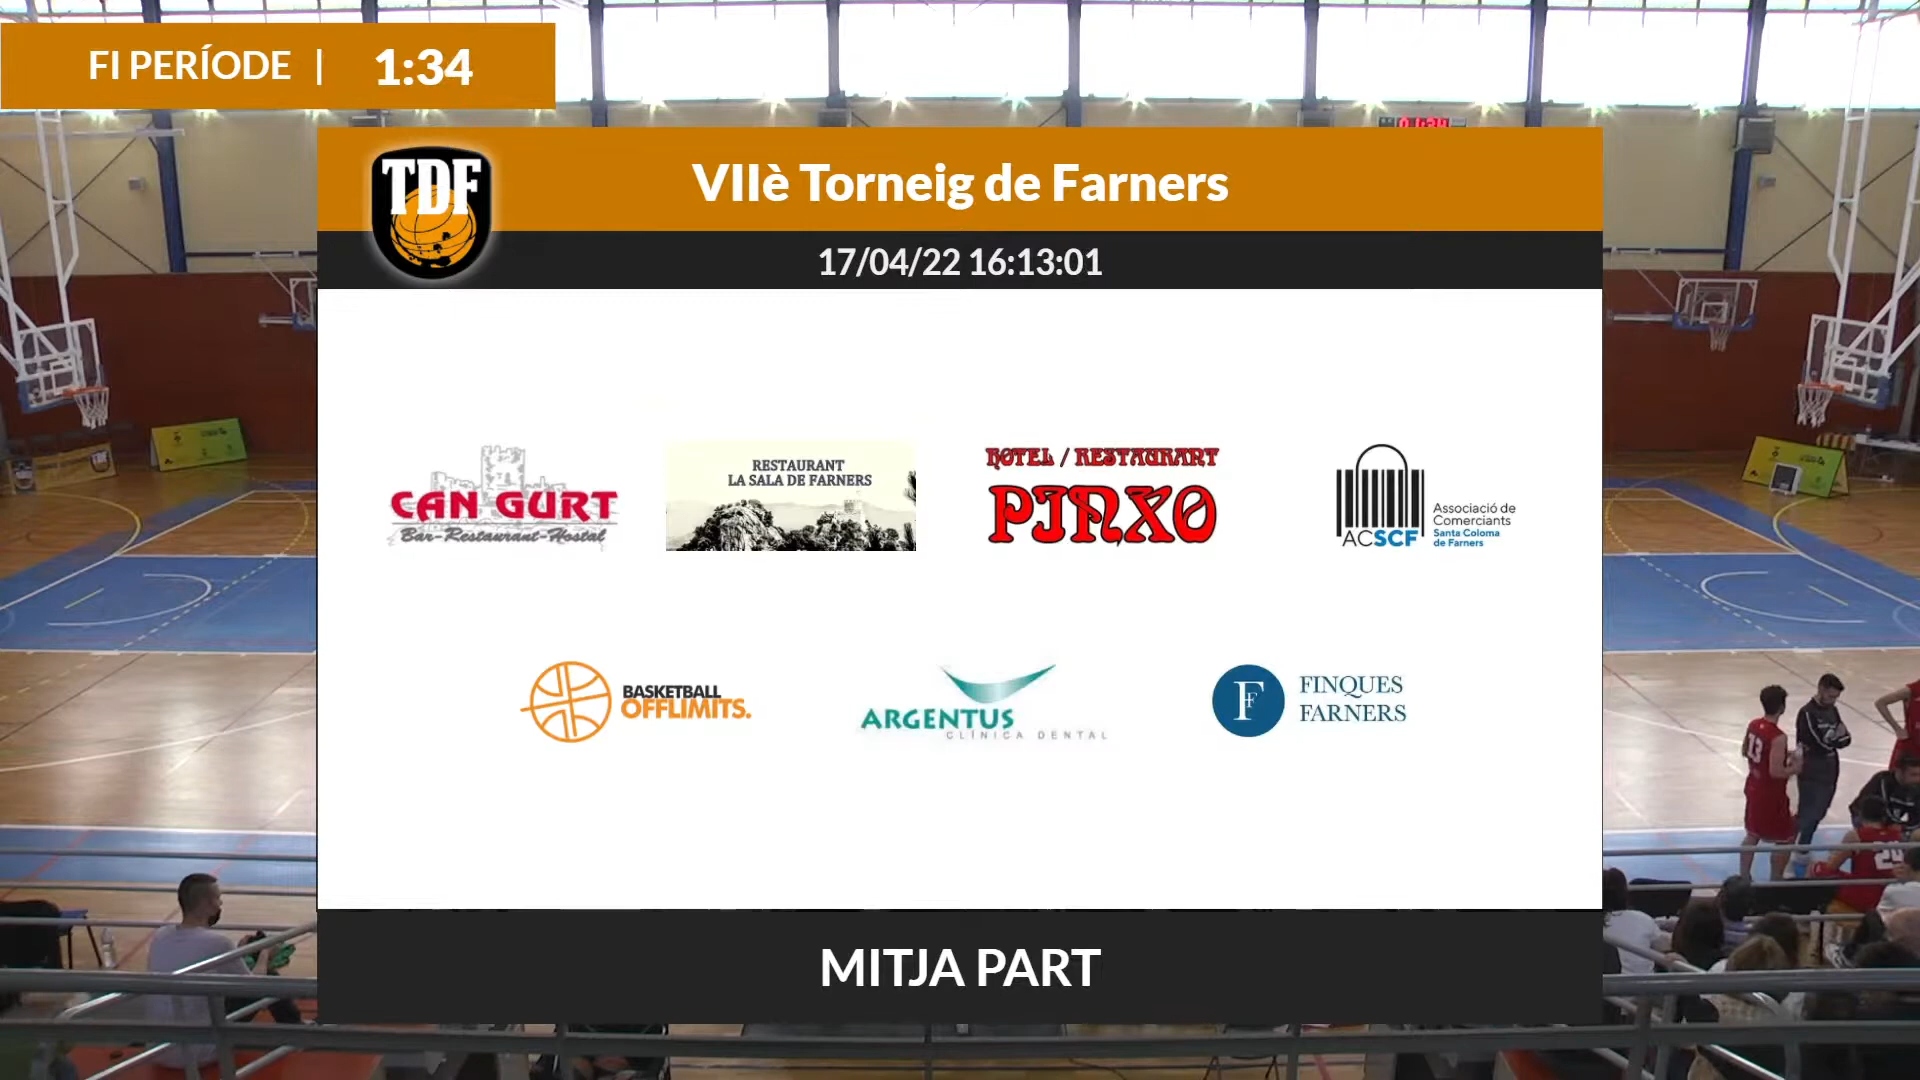 FI PERÍODE | 1:34
TDF
VIIè Torneig de Farners
17/04/22 16:13:01
CAN GURT
Bar-Restaurant-Hostal
RESTAURANT
LA SALA DE FARNERS
HOTEL / RESTAURANT
PINXO
Associació de
Comerciants
Santa Coloma
de Farners
ACSCF
BASKETBALL
OFFLIMITS.
ARGENTUS
CLÍNICA DENTAL
FF
FINQUES
FARNERS
13
MITJA PART